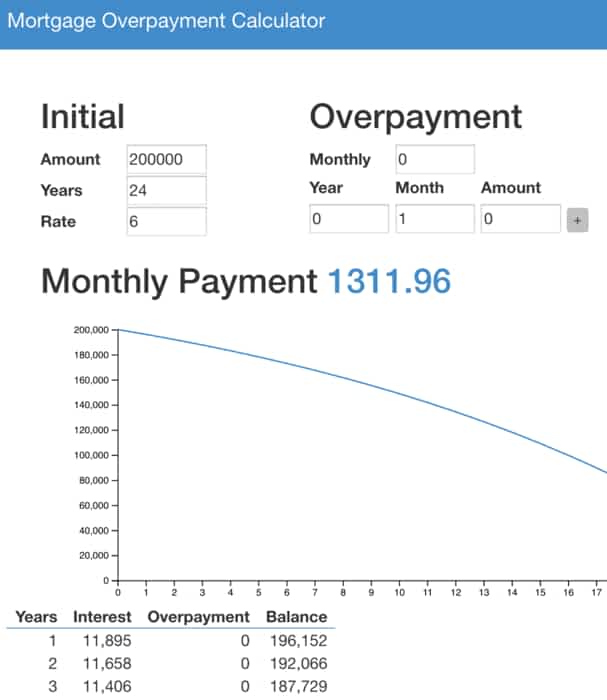 Mortgage Overpayment Calculator
Initial
Overpayment
Amount 200000
Monthly 0
Years 24
Year Month Amount
Rate 6
0 1 0 +
Monthly Payment 1311.96
200,000
180,000
160,000
140,000
120,000
100,000
80,000
60,000
40,000
20,000
0
0 1 2 3 4 5 6 7 8 9 10 11 12 13 14 15 16 17
Years Interest Overpayment Balance
1 11,895 0 196,152
2 11,658 0 192,066
3 11,406 0 187,729